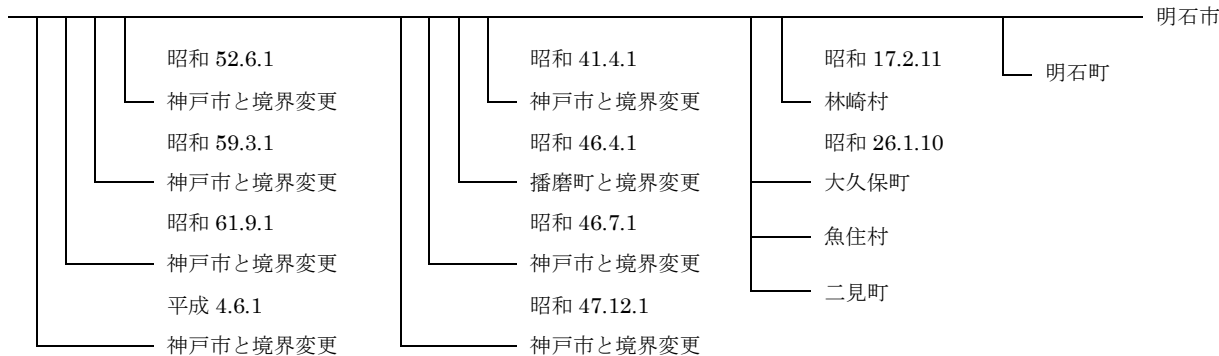 明石市
明石町
昭和 17.2.11
林崎村
昭和 26.1.10
大久保町
魚住村
二見町
昭和 41.4.1
神戸市と境界変更
昭和 46.4.1
播磨町と境界変更
昭和 46.7.1
神戸市と境界変更
昭和 47.12.1
神戸市と境界変更
昭和 52.6.1
神戸市と境界変更
昭和 59.3.1
神戸市と境界変更
昭和 61.9.1
神戸市と境界変更
平成 4.6.1
神戸市と境界変更